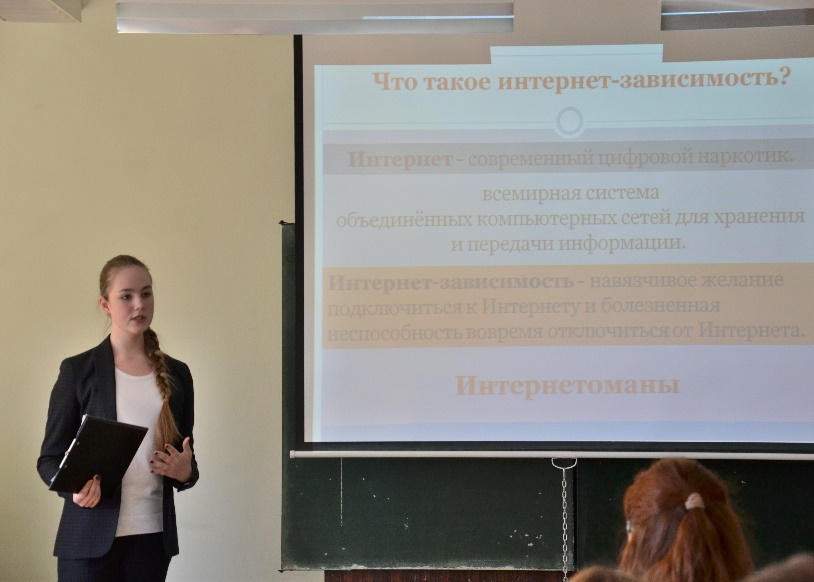 Что такое интернет-зависимость?
Интернет - современный цифровой наркотик.
всемирная система
объединённых компьютерных сетей для хранения
и передачи информации.
Интернет-зависимость - навязчивое желание
подключиться к Интернету и болезненная
неспособность вовремя отключиться от Интернета.
Интернетоманы